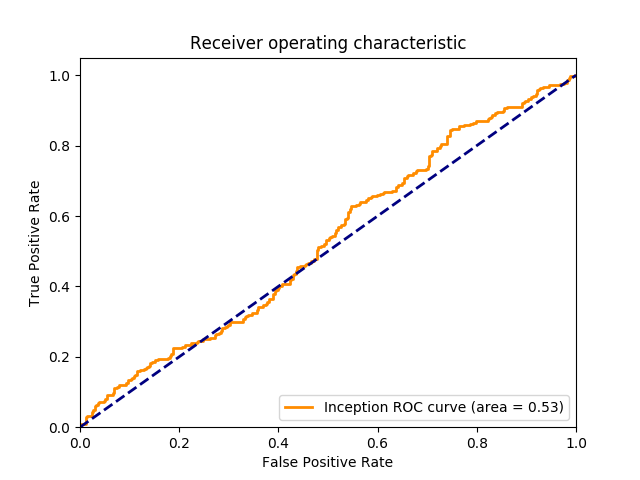 Receiver operating characteristic
True Positive Rate
1.0
0.8
0.6
0.4
0.2
0.0
Inception ROC curve (area = 0.53)
0.0 0.2 0.4 0.6 0.8 1.0
False Positive Rate